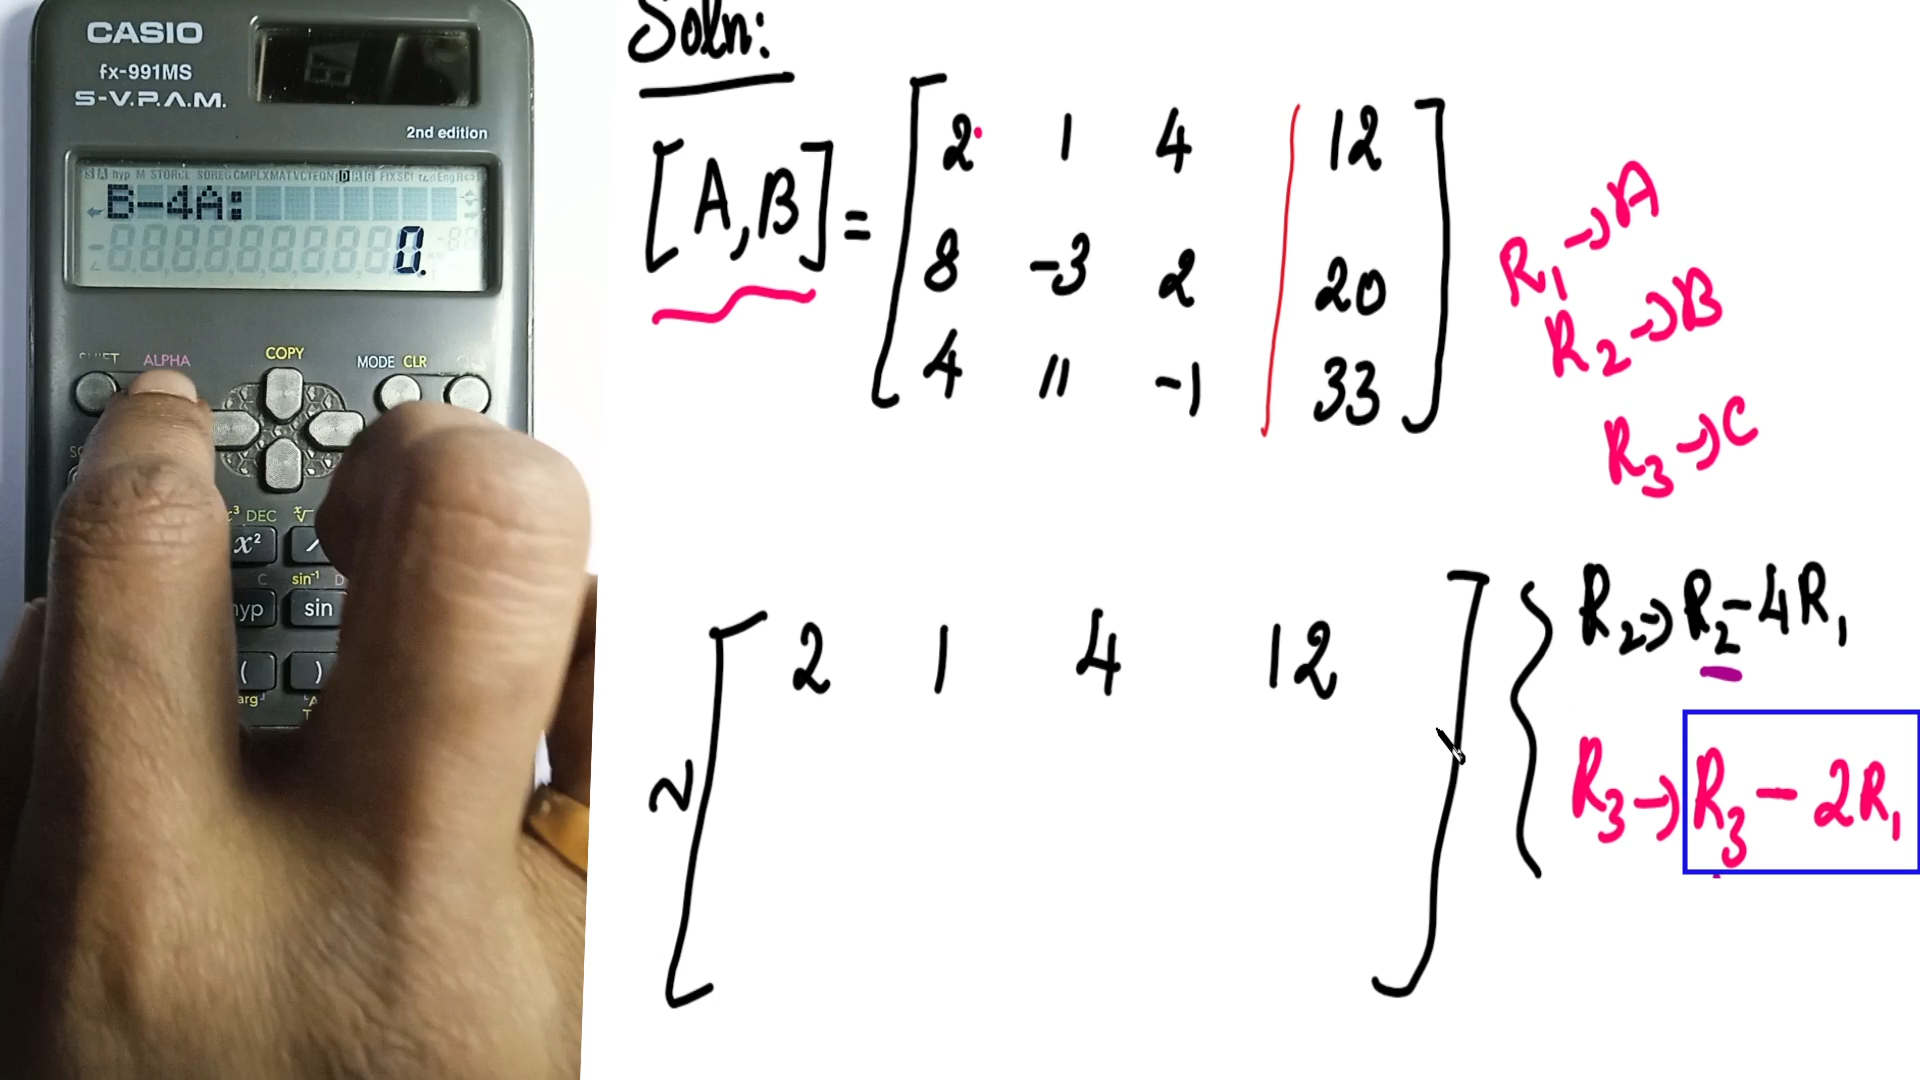 CASIO
fx-991MS
S-V.P.A.M.
2nd edition
B-4A:
0.
ALPHA
COPY
MODE CLR
DEC
x²
C sin⁻¹ D
hyp sin
( )
Soln:
[A,B] = [ 2 1 4 | 12 ]
8 -3 2 20
4 11 -1 33
R1→A
R2→B
R3→C
~ [ 2 1 4 12 ]
R2→R2-4R1
R3→R3-2R1